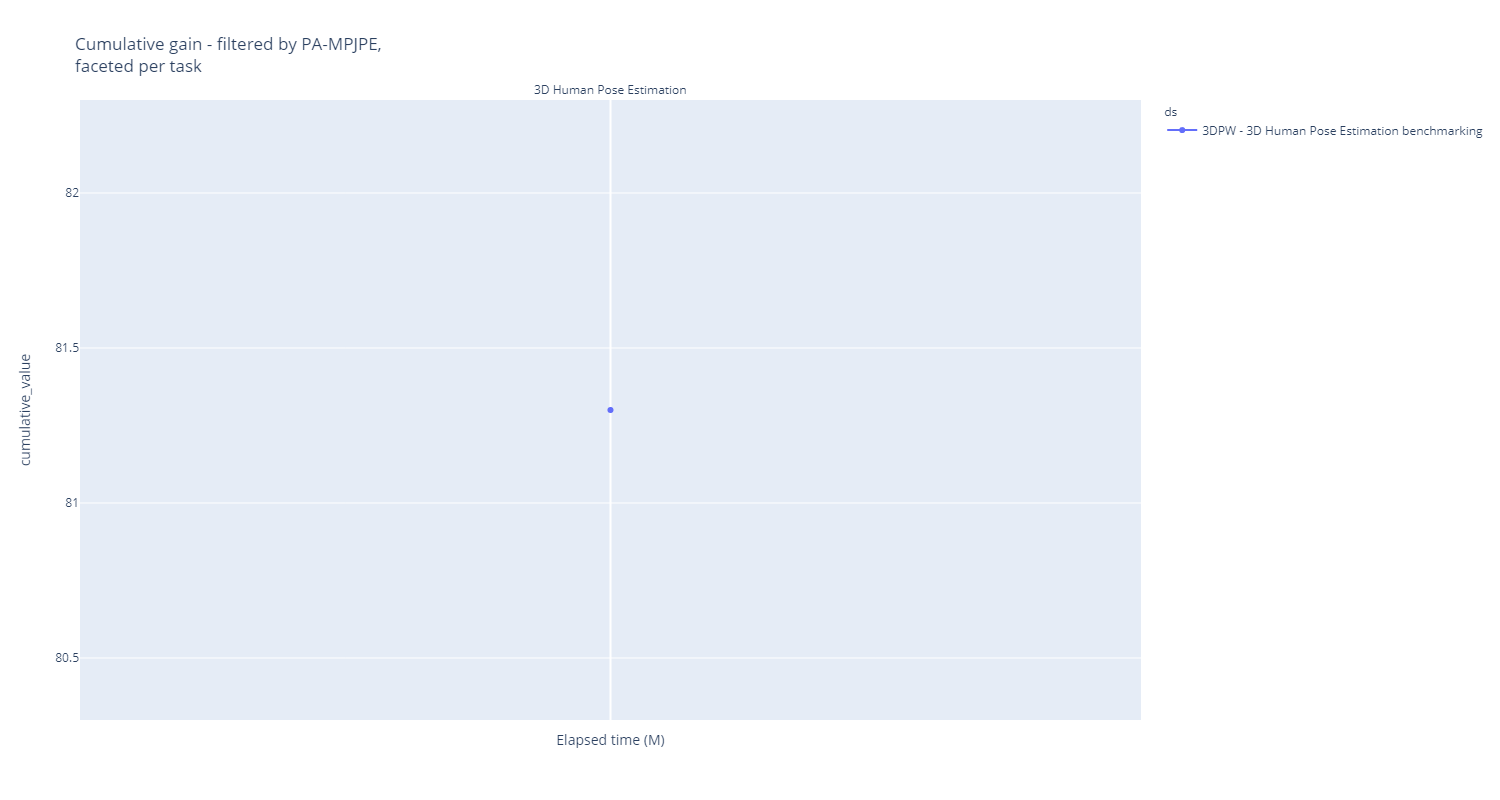 Cumulative gain - filtered by PA-MPJPE,
faceted per task
3D Human Pose Estimation
ds
3DPW - 3D Human Pose Estimation benchmarking
82
81.5
81
80.5
cumulative_value
Elapsed time (M)